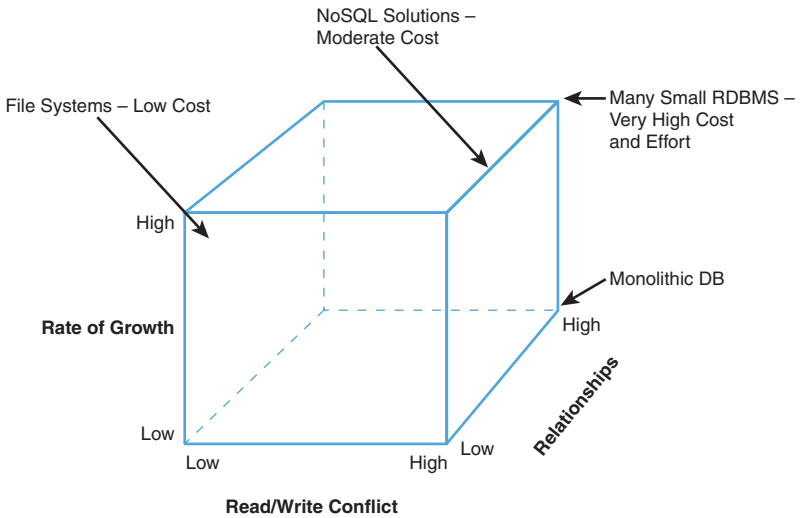 NoSQL Solutions –
Moderate Cost
File Systems – Low Cost
Many Small RDBMS –
Very High Cost
and Effort
High
Monolithic DB
Rate of Growth
High
Relationships
Low
Low
Low
High
Read/Write Conflict